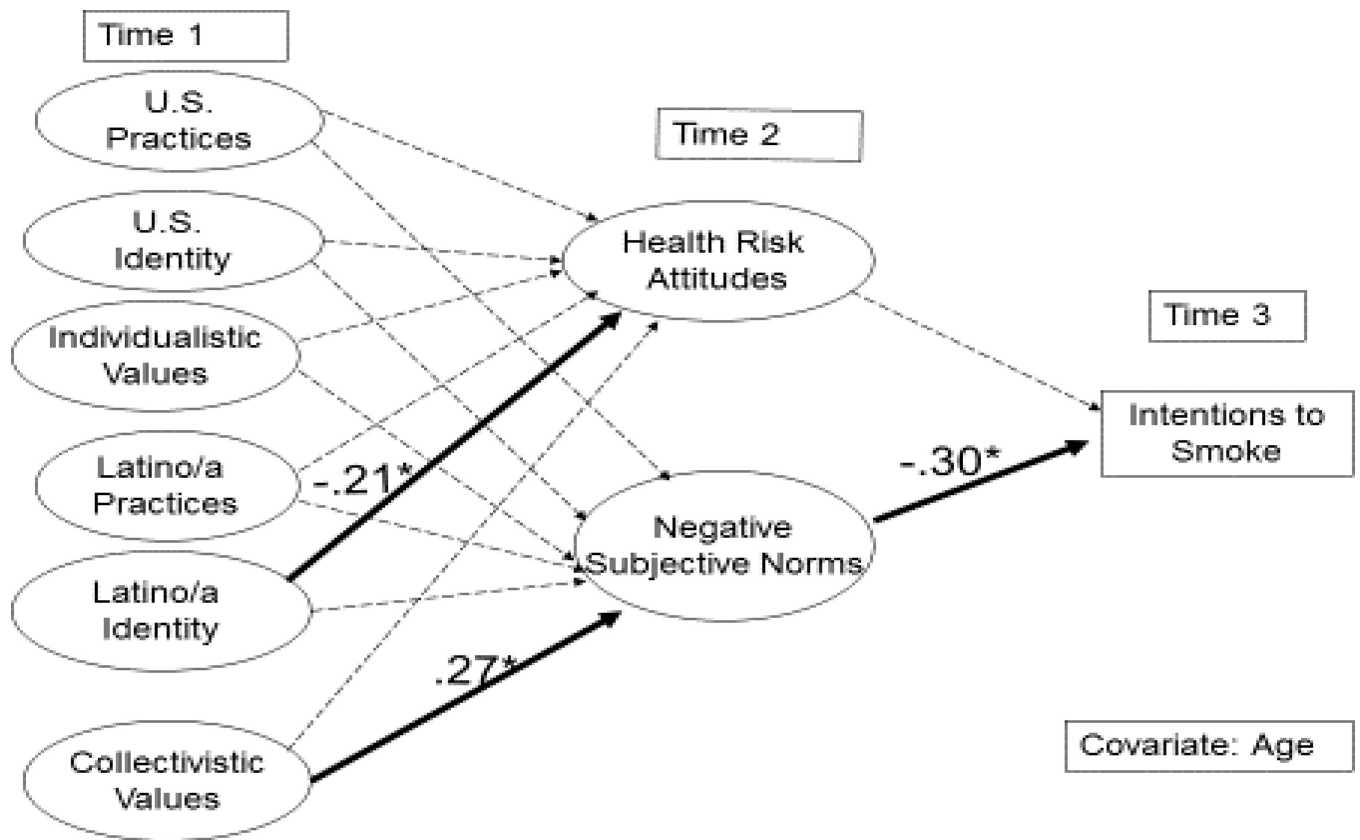 Time 1
U.S.
Practices
Time 2
U.S.
Identity
Health Risk
Attitudes
Time 3
Individualistic
Values
Intentions to
Smoke
Latino/a
Practices
-.21*
-.30*
Negative
Subjective Norms
Latino/a
Identity
.27*
Collectivistic
Values
Covariate: Age